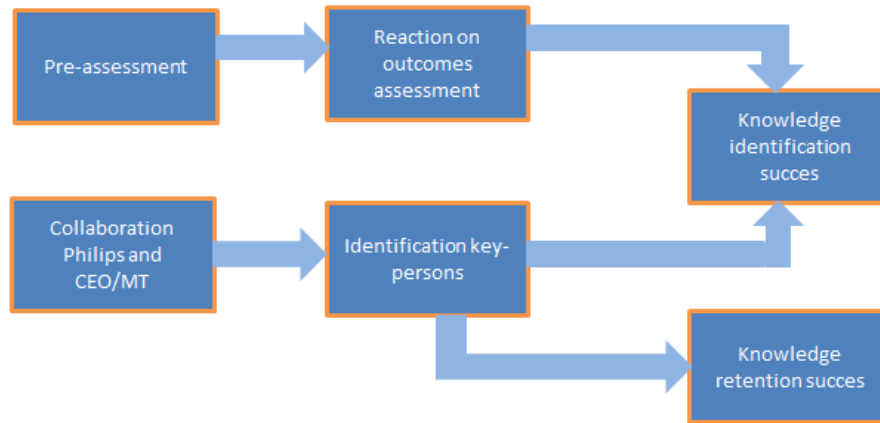 Pre-assessment
Reaction on
outcomes
assessment
Knowledge
identification
succes
Collaboration
Philips and
CEO/MT
Identification key-
persons
Knowledge
retention succes